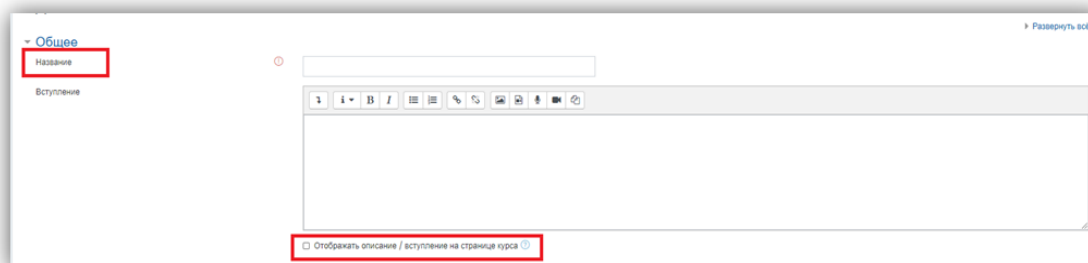 Развернуть всё
Общее
Название
Вступление
B I
Отображать описание / вступление на странице курса